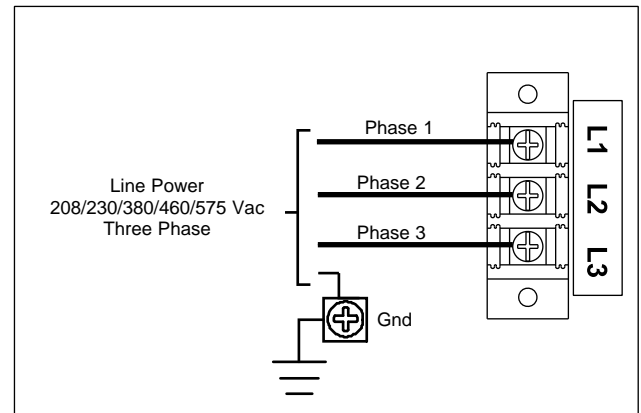 Phase 1
Phase 2
Phase 3
Line Power
208/230/380/460/575 Vac
Three Phase
Gnd
L1
L2
L3